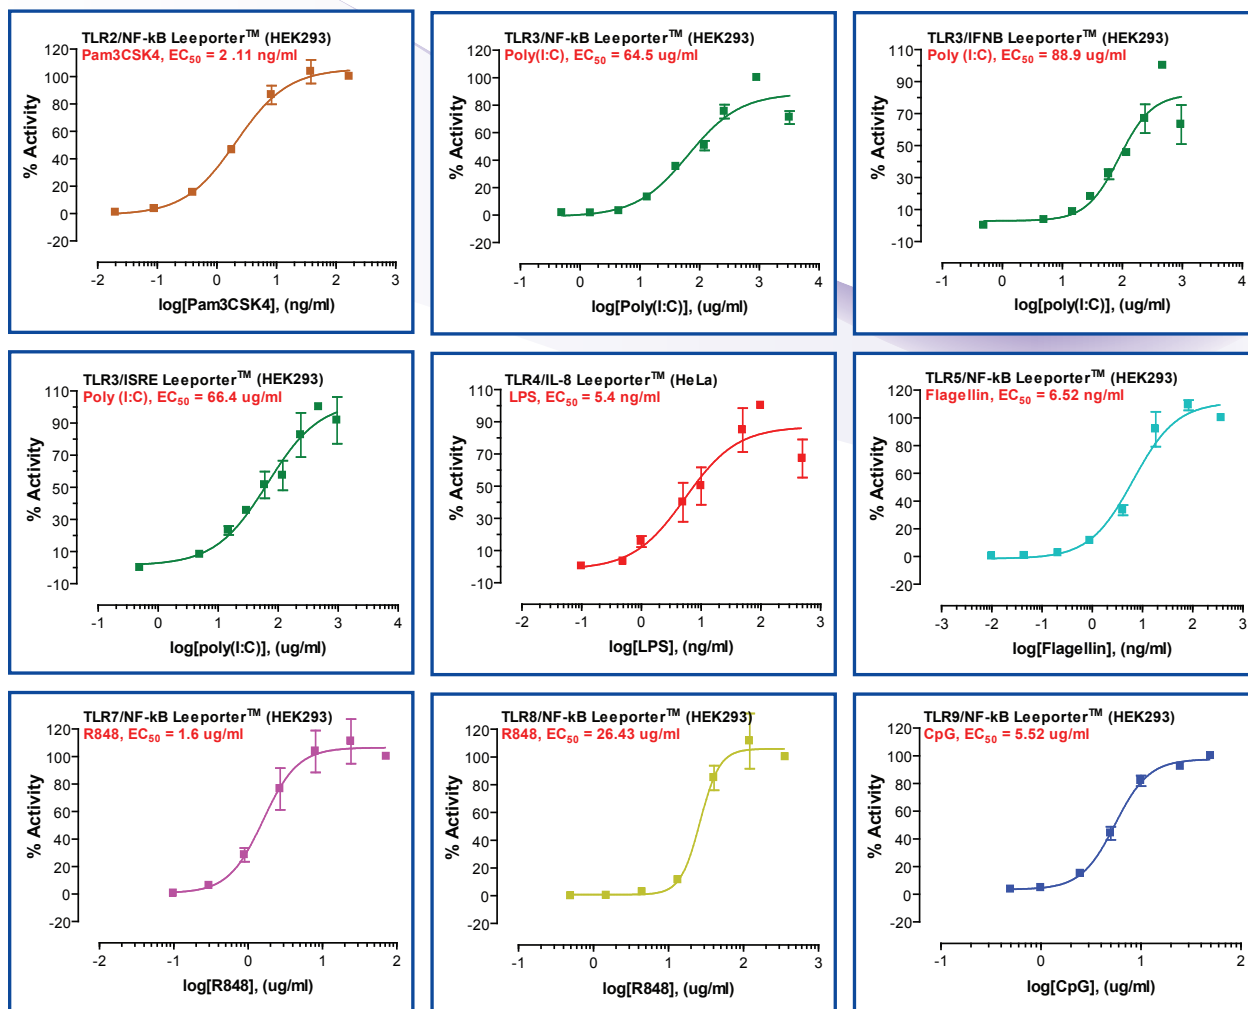 TLR2/NF-kB Leeporter™ (HEK293)
Pam3CSK4, EC50 = 2 .11 ng/ml
120
100
80
60
40
20
0
-20
% Activity
-2 -1 0 1 2 3
log[Pam3CSK4], (ng/ml)
TLR3/NF-kB Leeporter™ (HEK293)
Poly(I:C), EC50 = 64.5 ug/ml
120
100
80
60
40
20
0
-20
% Activity
-1 0 1 2 3 4
log[Poly(I:C)], (ug/ml)
TLR3/IFNB Leeporter™ (HEK293)
Poly (I:C), EC50 = 88.9 ug/ml
110
90
70
50
30
10
-10
% Activity
-1 0 1 2 3 4
log[poly(I:C)], (ug/ml)
TLR3/ISRE Leeporter™ (HEK293)
Poly (I:C), EC50 = 66.4 ug/ml
110
90
70
50
30
10
-10
% Activity
-1 0 1 2 3 4
log[poly(I:C)], (ug/ml)
TLR4/IL-8 Leeporter™ (HeLa)
LPS, EC50 = 5.4 ng/ml
110
90
70
50
30
10
-10
% Activity
-2 -1 0 1 2 3
log[LPS], (ng/ml)
TLR5/NF-kB Leeporter™ (HEK293)
Flagellin, EC50 = 6.52 ng/ml
120
100
80
60
40
20
0
-20
% Activity
-3 -2 -1 0 1 2 3
log[Flagellin], (ng/ml)
TLR7/NF-kB Leeporter™ (HEK293)
R848, EC50 = 1.6 ug/ml
120
100
80
60
40
20
0
-20
% Activity
-2 -1 0 1 2
log[R848], (ug/ml)
TLR8/NF-kB Leeporter™ (HEK293)
R848, EC50 = 26.43 ug/ml
120
100
80
60
40
20
0
-20
% Activity
-1 0 1 2 3
log[R848], (ug/ml)
TLR9/NF-kB Leeporter™ (HEK293)
CpG, EC50 = 5.52 ug/ml
120
100
80
60
40
20
0
-20
% Activity
-1 0 1 2
log[CpG], (ug/ml)